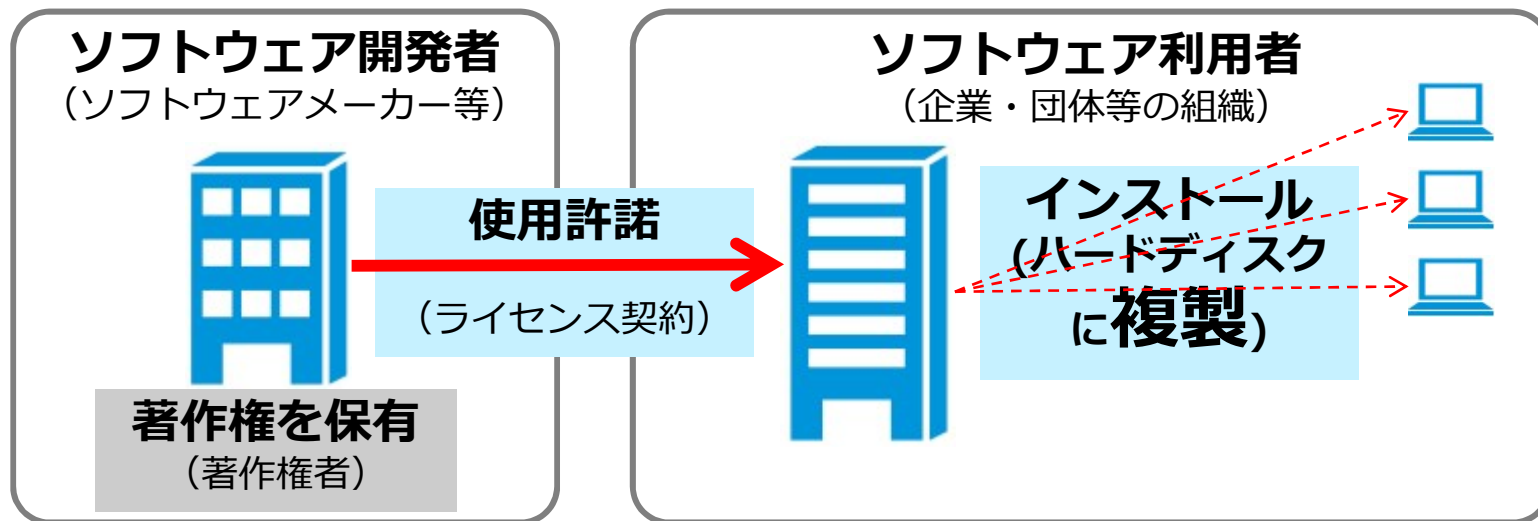 ソフトウェア開発者
（ソフトウェアメーカー等）
使用許諾
（ライセンス契約）
著作権を保有
（著作権者）
ソフトウェア利用者
（企業・団体等の組織）
インストール
(ハードディスク
に複製)